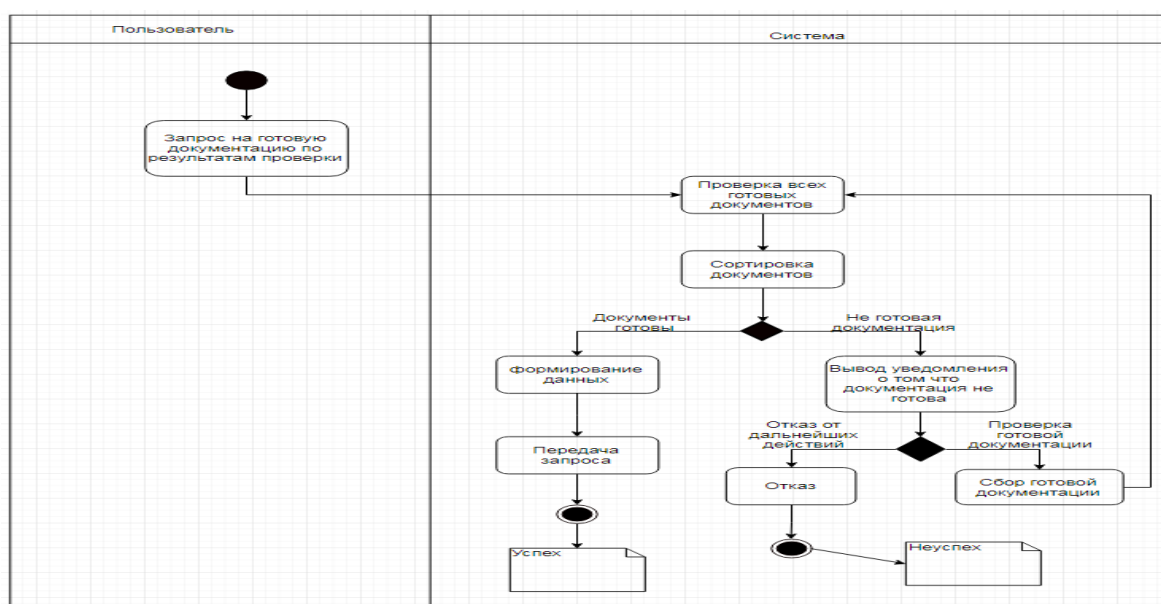 Пользователь
Система
Запрос на готовую
документацию по
результатам проверки
Проверка всех
готовых
документов
Сортировка
документов
Документы
готовы
Не готовая
документация
формирование
данных
Вывод уведомления
о том что
документация не
готова
Отказ от
дальнейших
действий
Проверка
готовой
документации
Передача
запроса
Отказ
Сбор готовой
документации
Успех
Неуспех